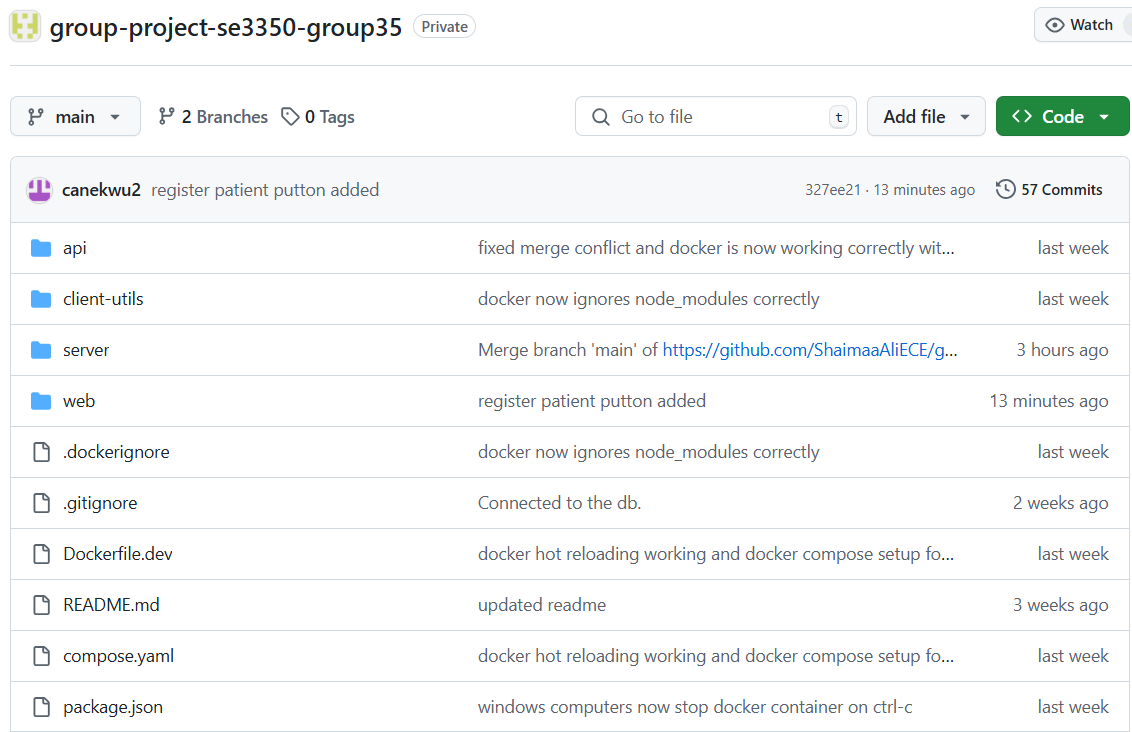 group-project-se3350-group35 Private Watch
main 2 Branches 0 Tags Go to file t Add file Code
canekwu2 register patient putton added 327ee21 · 13 minutes ago 57 Commits
api fixed merge conflict and docker is now working correctly wit... last week
client-utils docker now ignores node_modules correctly last week
server Merge branch 'main' of https://github.com/ShaimaaAliECE/g... 3 hours ago
web register patient putton added 13 minutes ago
.dockerignore docker now ignores node_modules correctly last week
.gitignore Connected to the db. 2 weeks ago
Dockerfile.dev docker hot reloading working and docker compose setup fo... last week
README.md updated readme 3 weeks ago
compose.yaml docker hot reloading working and docker compose setup fo... last week
package.json windows computers now stop docker container on ctrl-c last week